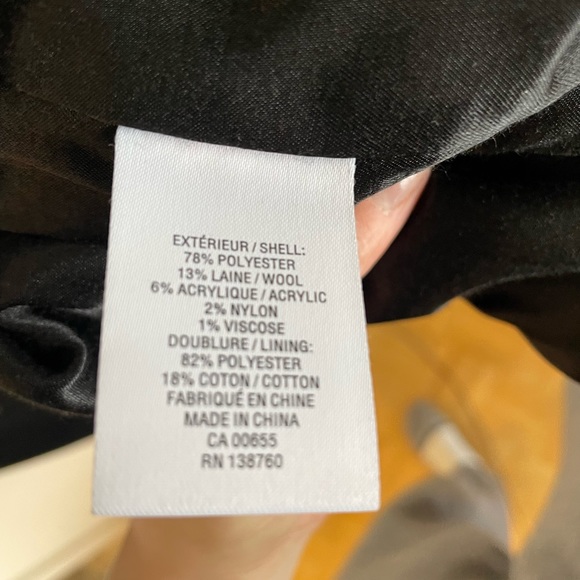 EXTÉRIEUR / SHELL:
78% POLYESTER
13% LAINE / WOOL
6% ACRYLIQUE / ACRYLIC
2% NYLON
1% VISCOSE
DOUBLURE / LINING:
82% POLYESTER
18% COTON / COTTON
FABRIQUÉ EN CHINE
MADE IN CHINA
CA 00655
RN 138760